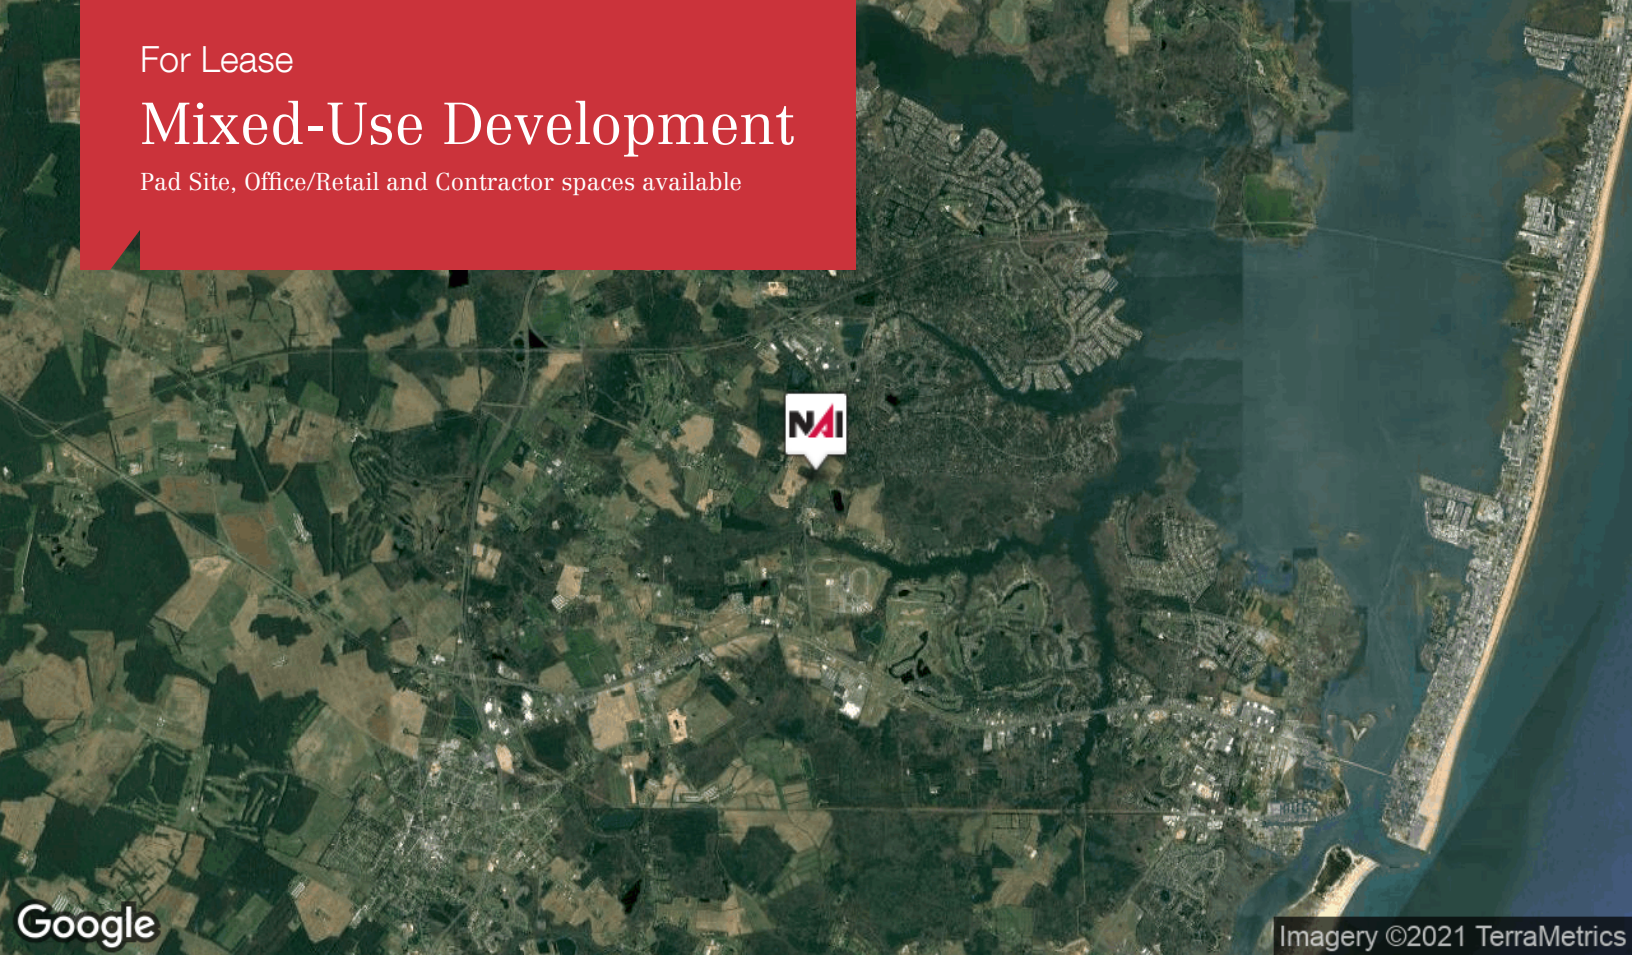 For Lease
Mixed-Use Development
Pad Site, Office/Retail and Contractor spaces available
NAI
Google
Imagery ©2021 TerraMetrics